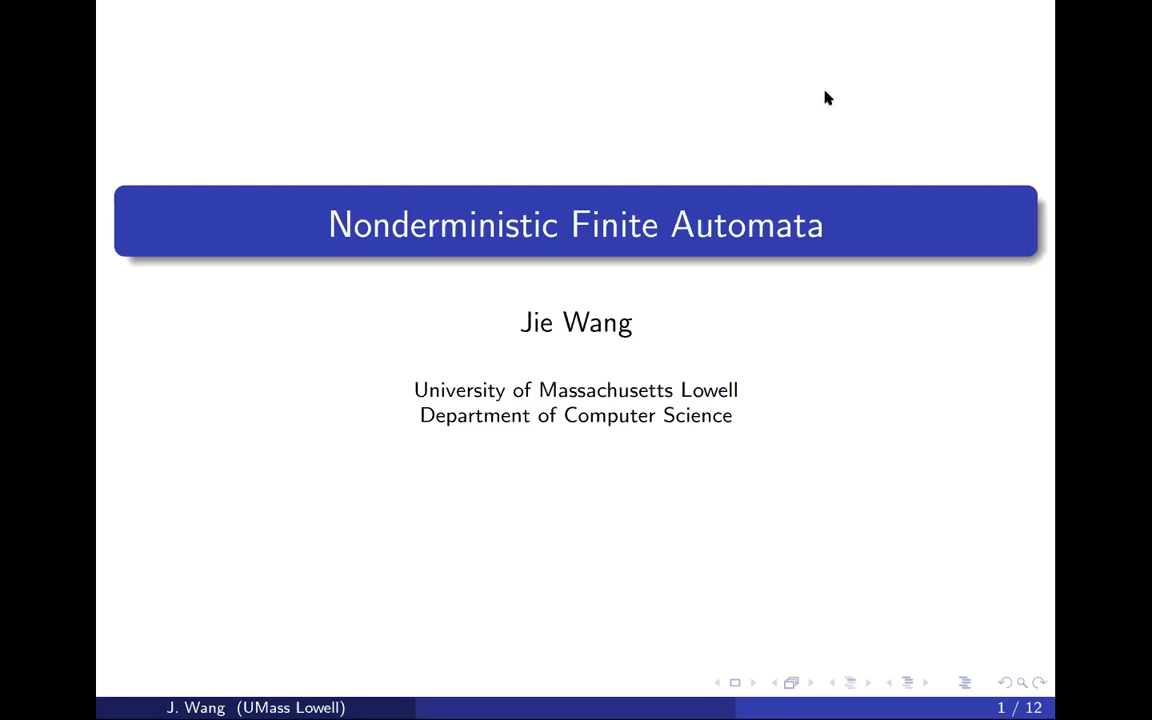 Nonderministic Finite Automata
Jie Wang
University of Massachusetts Lowell
Department of Computer Science
J. Wang (UMass Lowell)
1 / 12